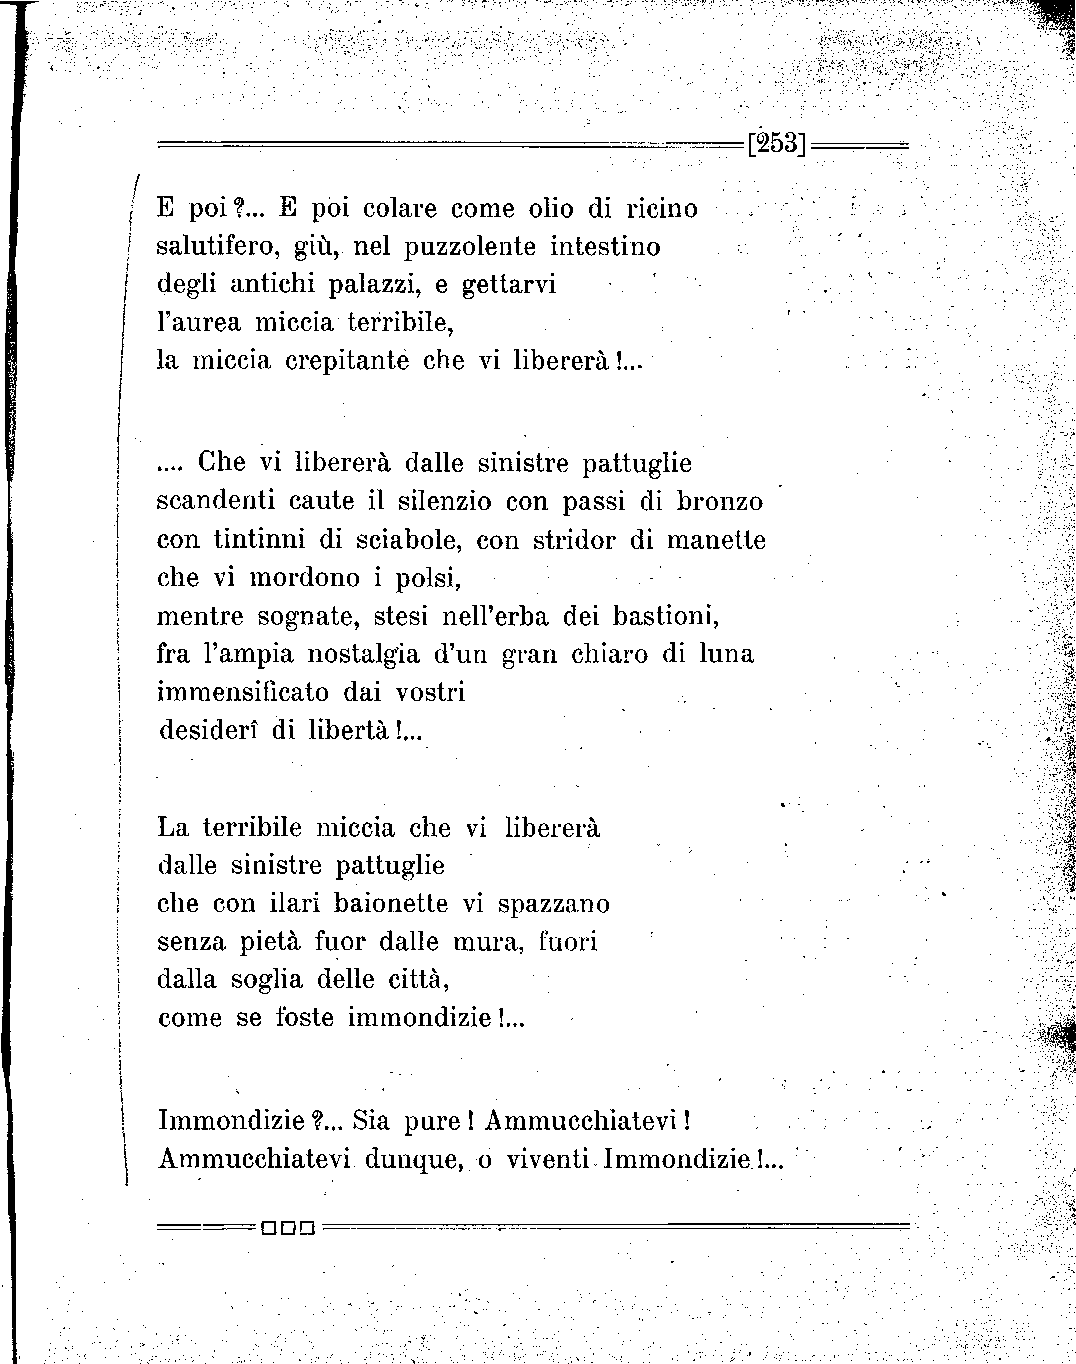 [253]
E poi?... E poi colare come olio di ricino
salutifero, giù, nel puzzolente intestino
degli antichi palazzi, e gettarvi
l'aurea miccia terribile,
la miccia crepitante che vi libererà!...
.... Che vi libererà dalle sinistre pattuglie
scandenti caute il silenzio con passi di bronzo
con tintinni di sciabole, con stridor di manette
che vi mordono i polsi,
mentre sognate, stesi nell'erba dei bastioni,
fra l'ampia nostalgia d'un gran chiaro di luna
immensificato dai vostri
desiderî di libertà!...
La terribile miccia che vi libererà
dalle sinistre pattuglie
che con ilari baionette vi spazzano
senza pietà fuor dalle mura, fuori
dalla soglia delle città,
come se foste immondizie!...
Immondizie?... Sia pure! Ammucchiatevi!
Ammucchiatevi dunque, o viventi Immondizie!...